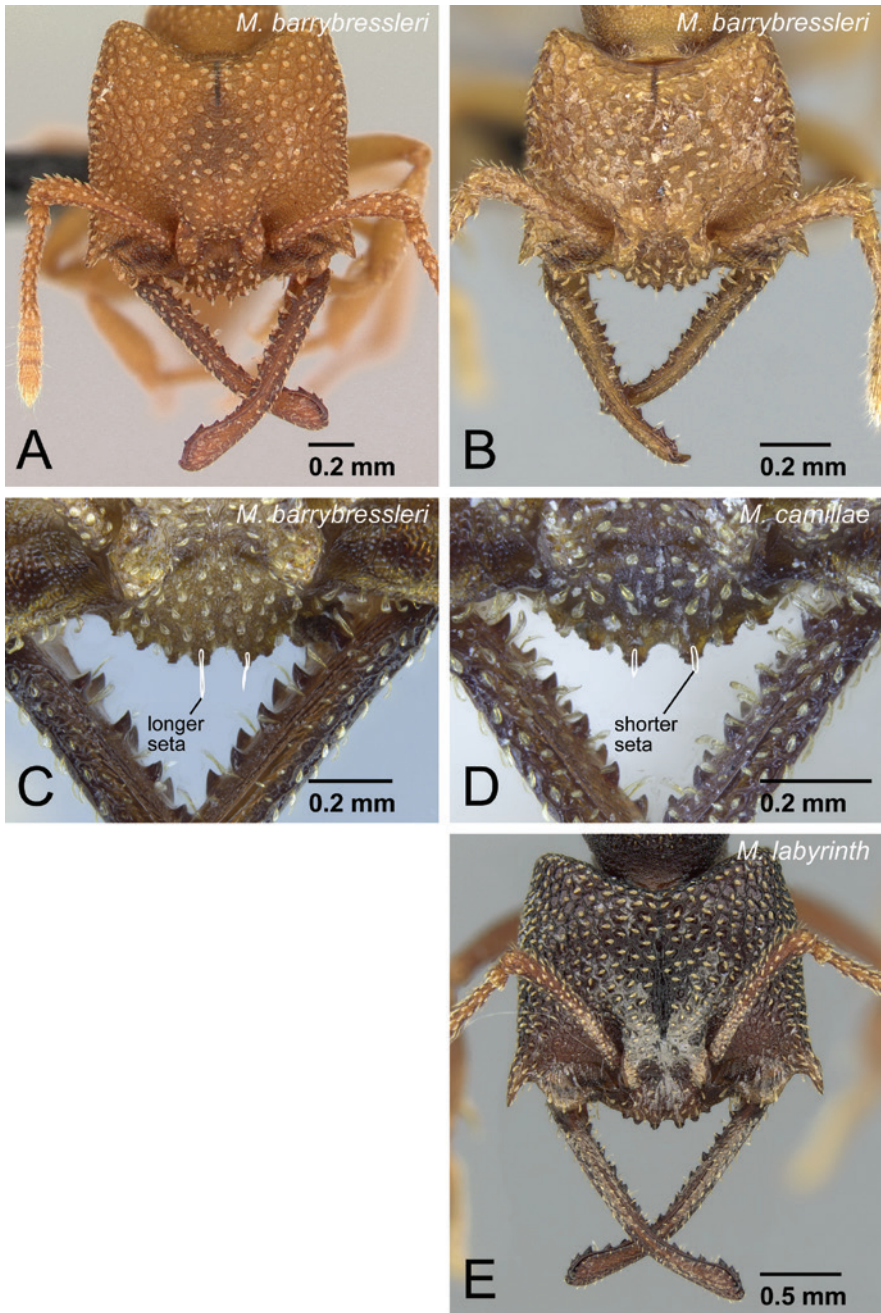 M. barrybressleri
A
0.2 mm
M. barrybressleri
B
0.2 mm
M. barrybressleri
longer
seta
C
0.2 mm
M. camillae
shorter
seta
D
0.2 mm
M. labyrinth
E
0.5 mm